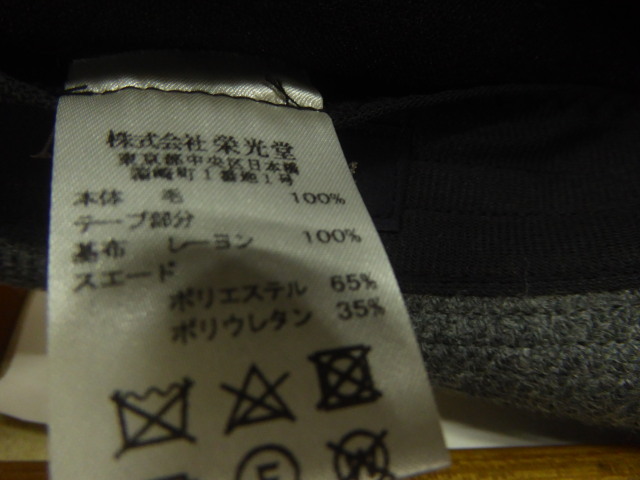 株式会社 栄光堂
東京都中央区日本橋
箱崎町1番地1号
本体 毛 100%
テープ部分
基布 レーヨン 100%
スエード
ポリエステル 65%
ポリウレタン 35%
F
W